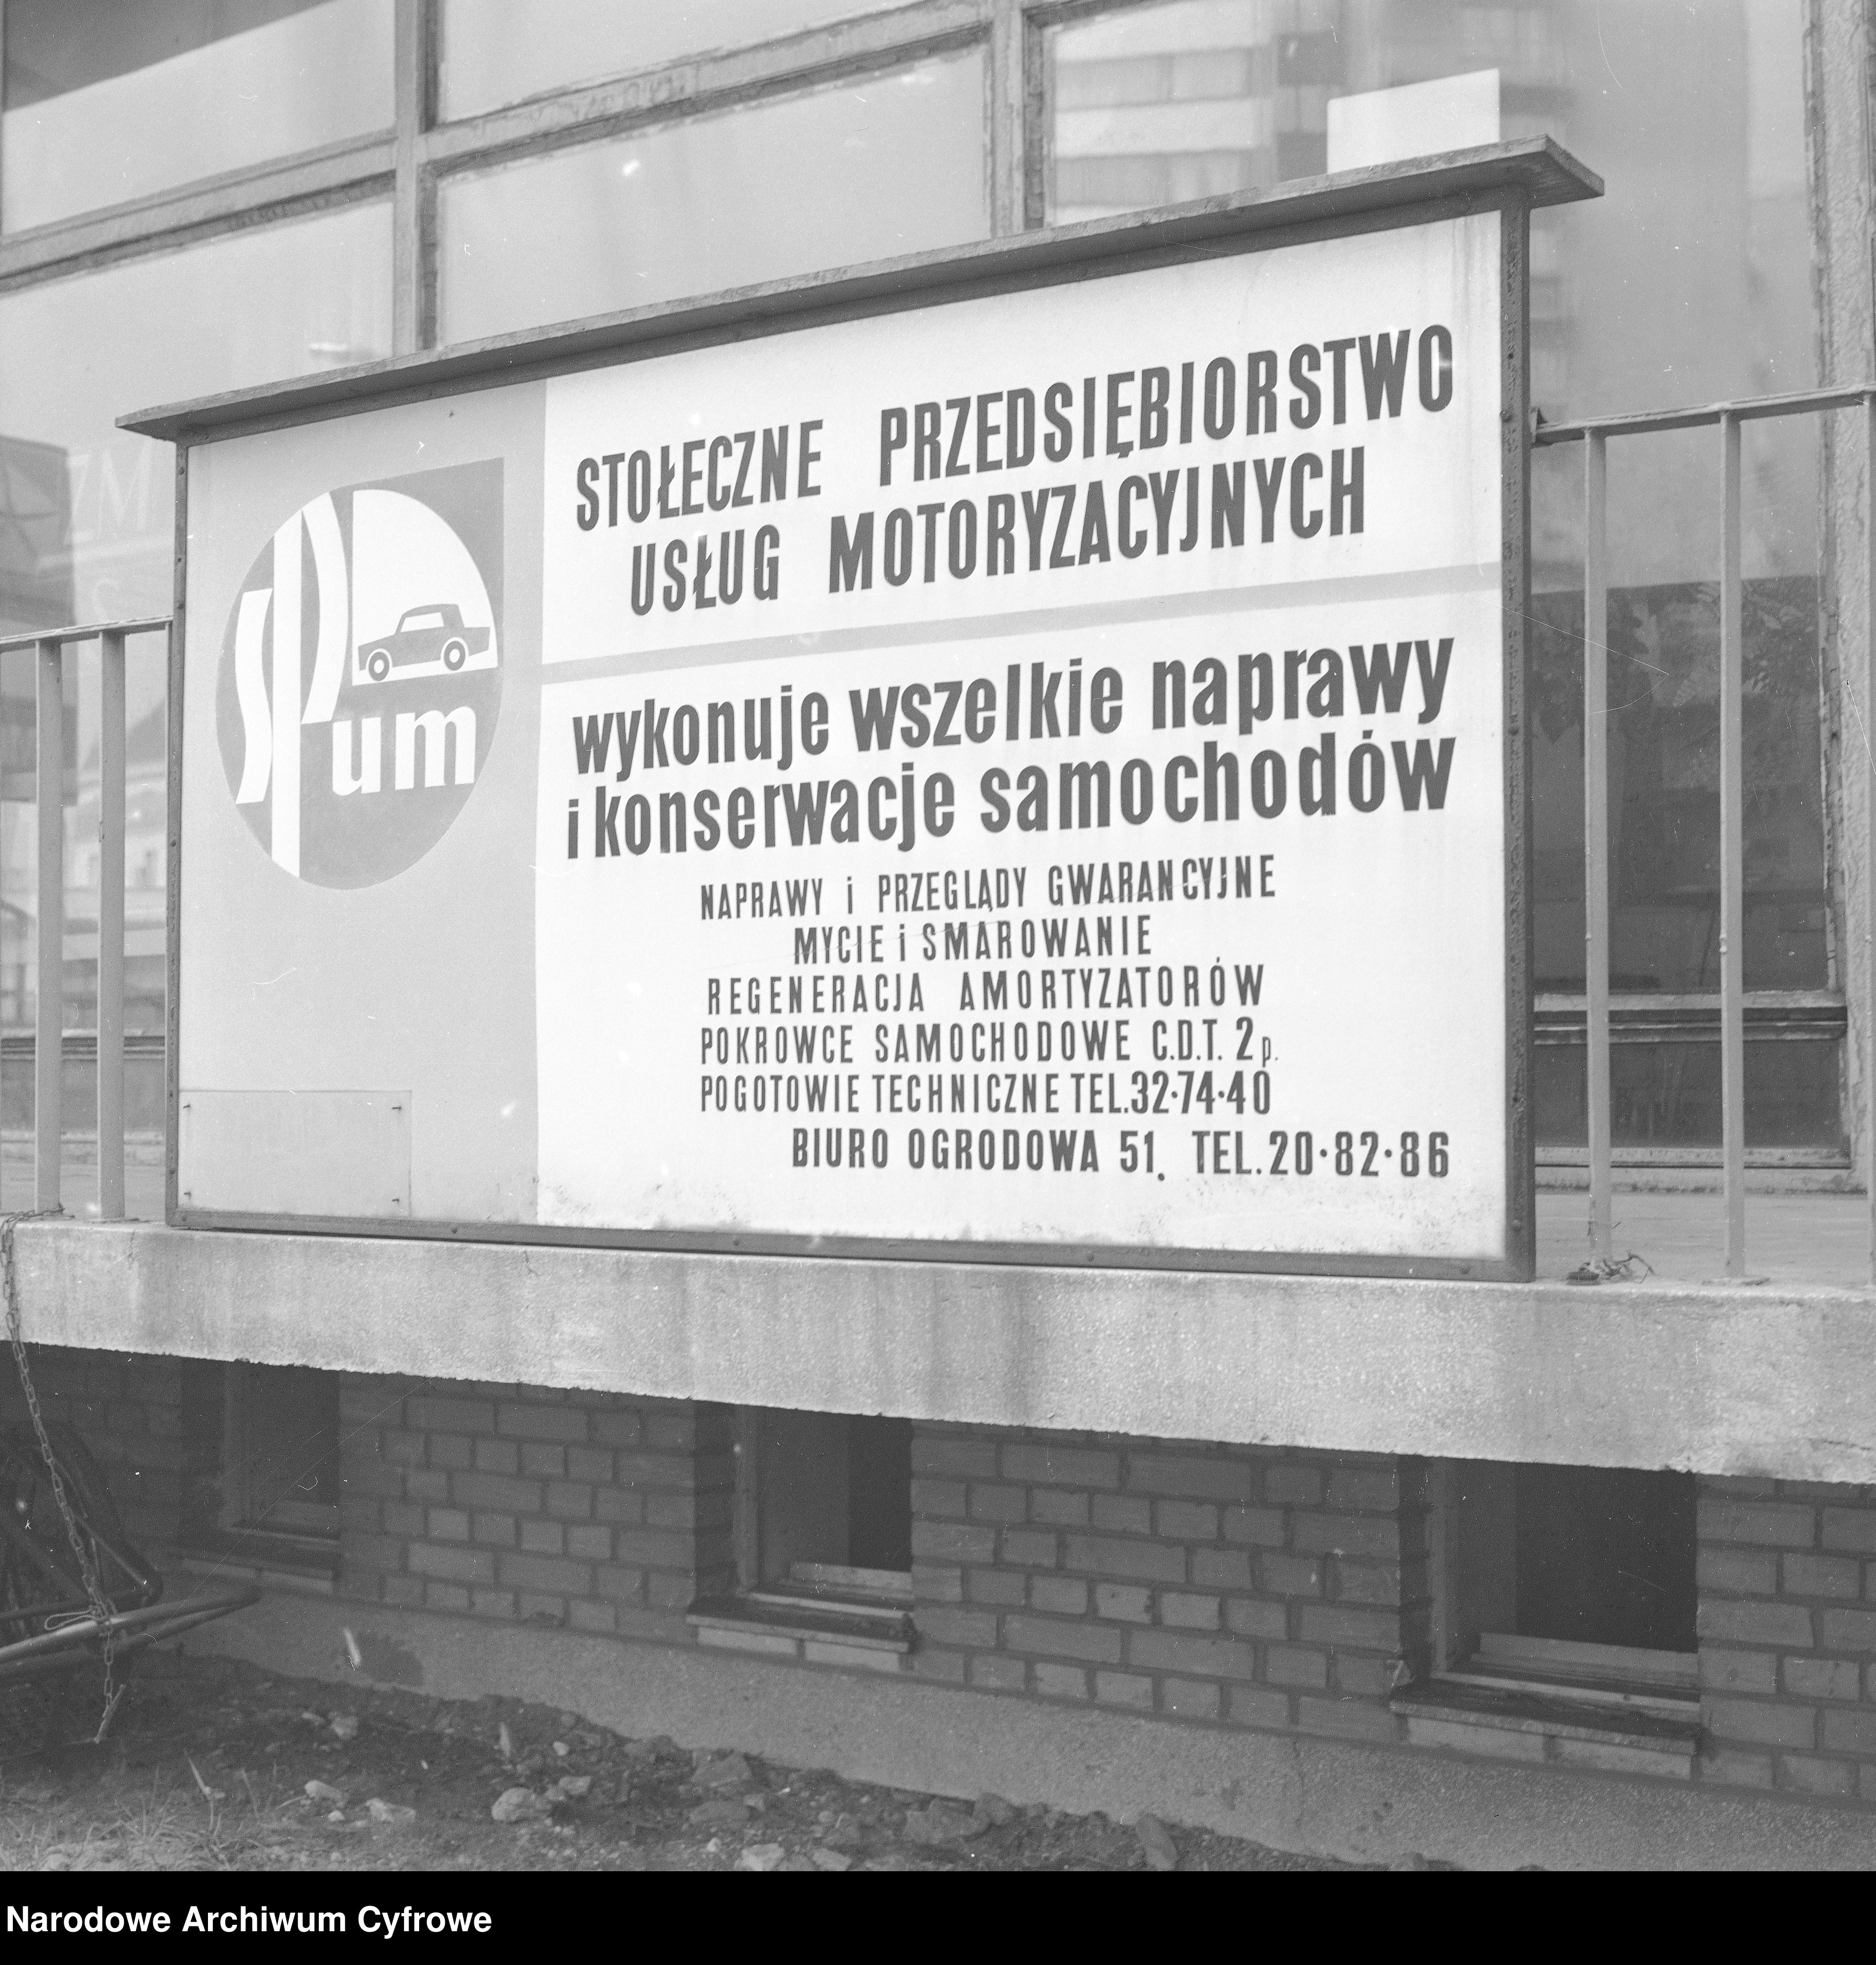 SPum
STOŁECZNE PRZEDSIĘBIORSTWO
USŁUG MOTORYZACYJNYCH
wykonuje wszelkie naprawy
i konserwacje samochodów
NAPRAWY i PRZEGLĄDY GWARANCYJNE
MYCIE i SMAROWANIE
REGENERACJA AMORTYZATORÓW
POKROWCE SAMOCHODOWE C.D.T. 2 p.
POGOTOWIE TECHNICZNE TEL.32·74·40
BIURO OGRODOWA 51. TEL.20·82·86
Narodowe Archiwum Cyfrowe